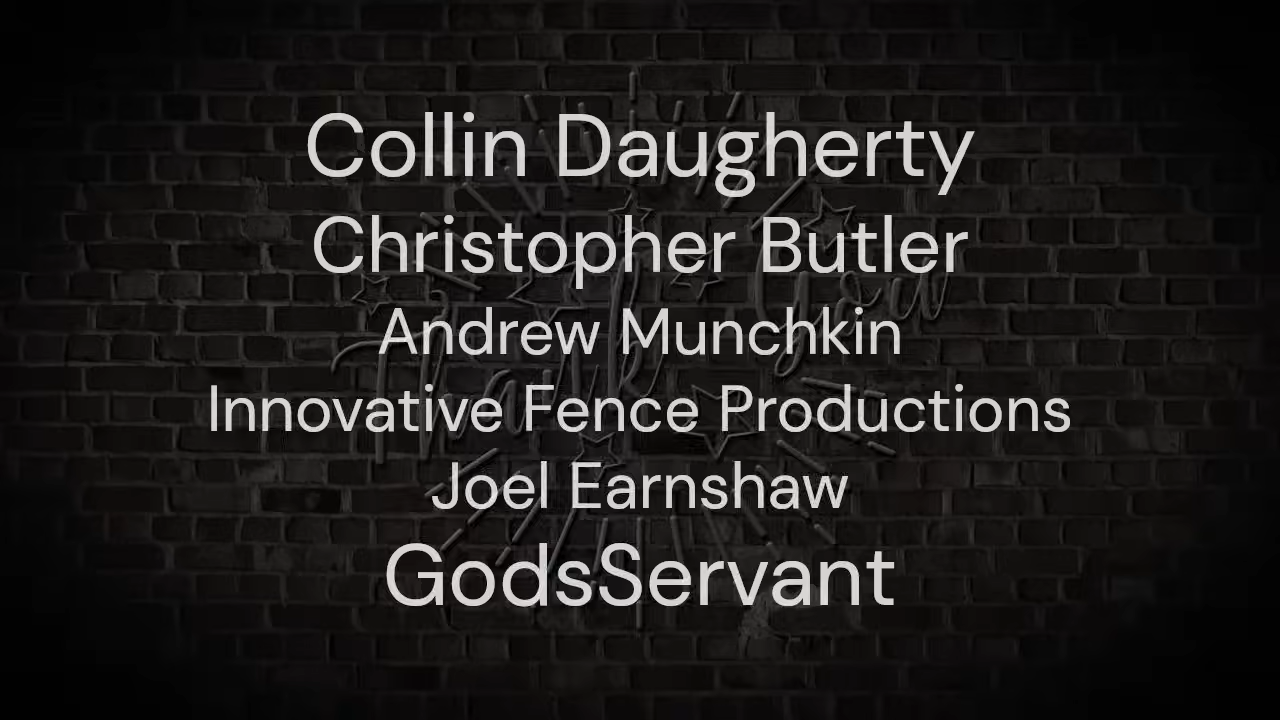 Collin Daugherty
Christopher Butler
Andrew Munchkin
Innovative Fence Productions
Joel Earnshaw
GodsServant